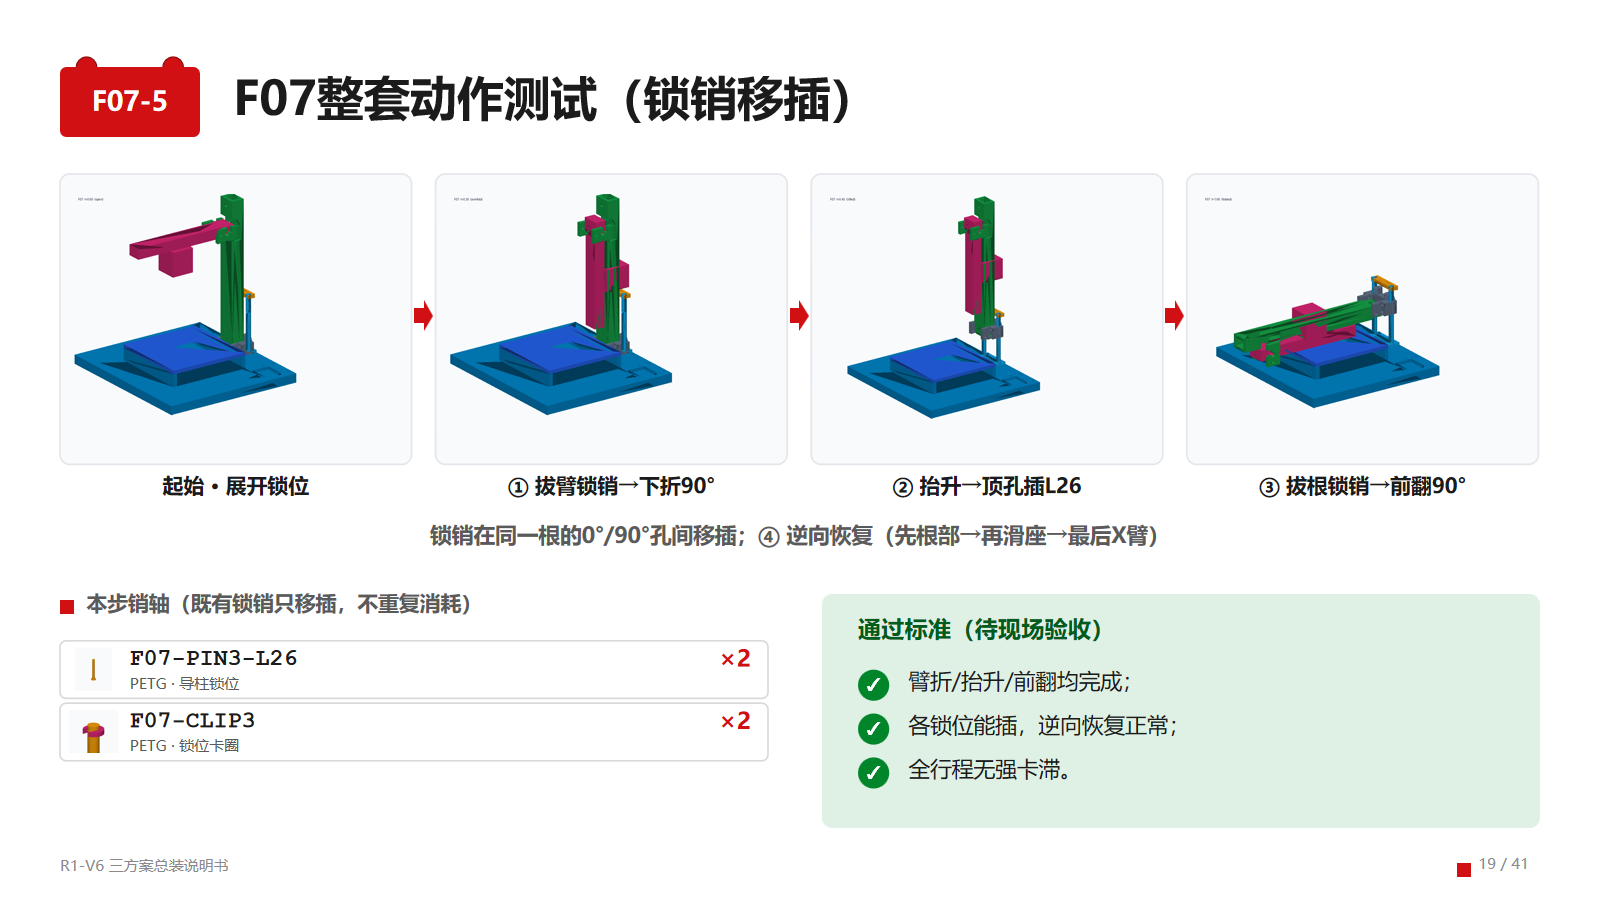 F07-5
F07整套动作测试（锁销移插）
起始·展开锁位
① 拔臂锁销→下折90°
② 抬升→顶孔插L26
③ 拔根锁销→前翻90°
锁销在同一根的0°/90°孔间移插；④ 逆向恢复（先根部→再滑座→最后X臂）
本步销轴（既有锁销只移插，不重复消耗）
F07-PIN3-L26
×2
PETG · 导柱锁位
F07-CLIP3
×2
PETG · 锁位卡圈
通过标准（待现场验收）
臂折/抬升/前翻均完成；
各锁位能插，逆向恢复正常；
全行程无强卡滞。
R1-V6 三方案总装说明书
19 / 41